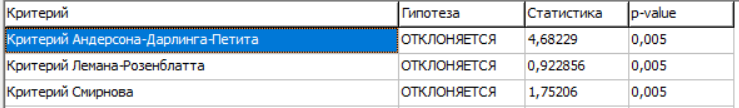 Критерий Гипотеза Статистика p-value
Критерий Андерсона-Дарлинга-Петита ОТКЛОНЯЕТСЯ 4,68229 0,005
Критерий Лемана-Розенблатта ОТКЛОНЯЕТСЯ 0,922856 0,005
Критерий Смирнова ОТКЛОНЯЕТСЯ 1,75206 0,005